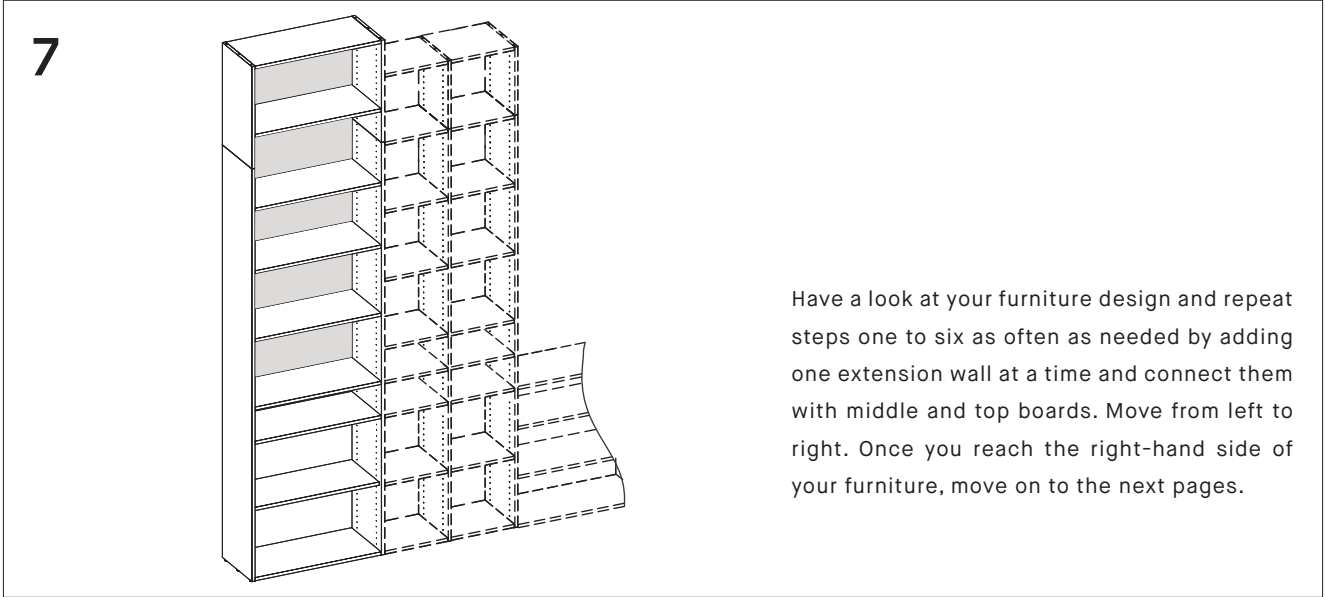 7
Have a look at your furniture design and repeat
steps one to six as often as needed by adding
one extension wall at a time and connect them
with middle and top boards. Move from left to
right. Once you reach the right-hand side of
your furniture, move on to the next pages.